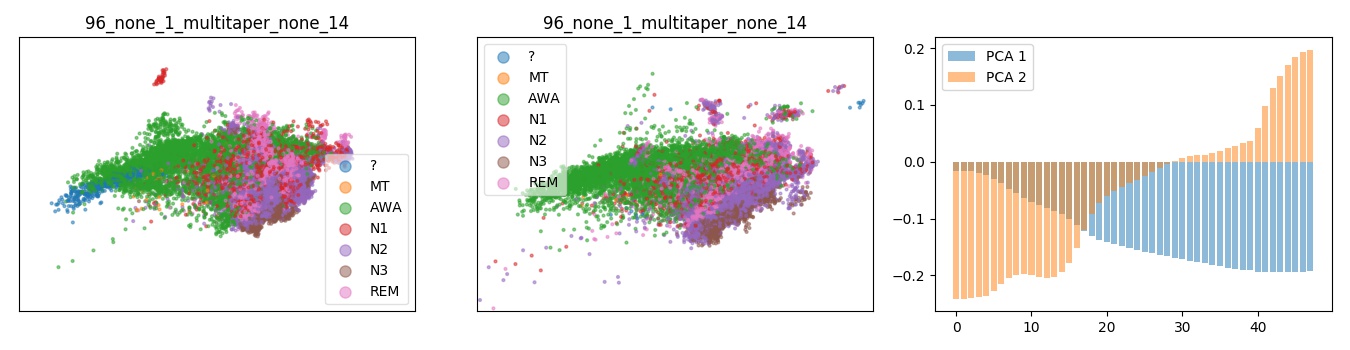 96_none_1_multitaper_none_14
?
MT
AWA
N1
N2
N3
REM
96_none_1_multitaper_none_14
?
MT
AWA
N1
N2
N3
REM
PCA 1
PCA 2
0.2
0.1
0.0
−0.1
−0.2
0 10 20 30 40